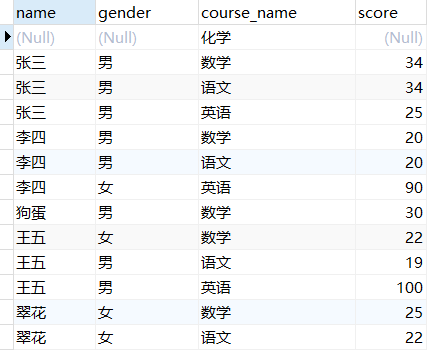 name gender course_name score
(Null) (Null) 化学 (Null)
张三 男 数学 34
张三 男 语文 34
张三 男 英语 25
李四 男 数学 20
李四 男 语文 20
李四 女 英语 90
狗蛋 男 数学 30
王五 女 数学 22
王五 男 语文 19
王五 男 英语 100
翠花 女 数学 25
翠花 女 语文 22